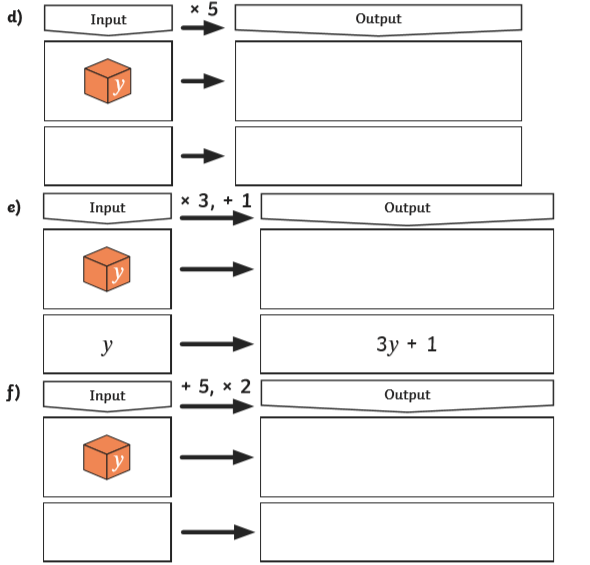 d) Input × 5 Output
y
e) Input × 3, + 1 Output
y
y 3y + 1
f) Input + 5, × 2 Output
y